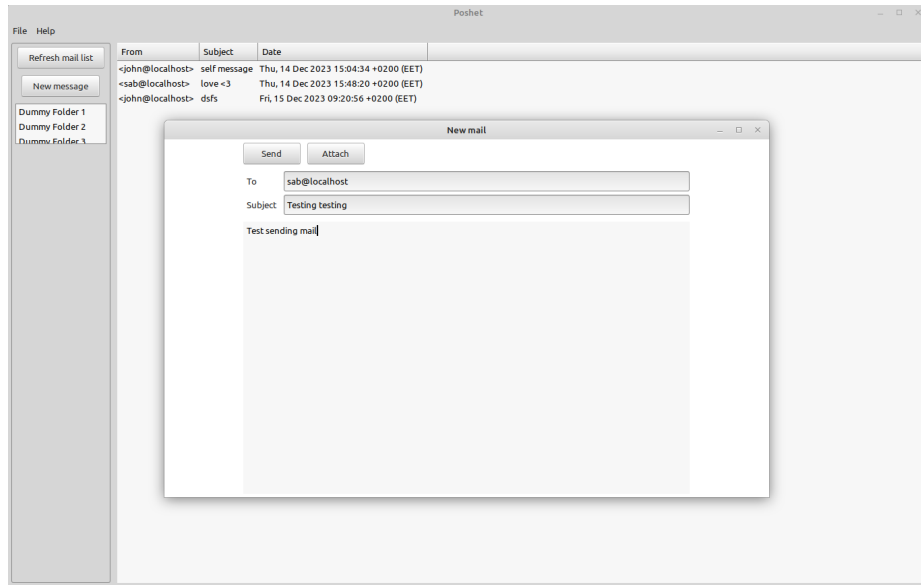 Poshet
File Help
Refresh mail list
New message
Dummy Folder 1
Dummy Folder 2
Dummy Folder 3
From Subject Date
<john@localhost> self message Thu, 14 Dec 2023 15:04:34 +0200 (EET)
<sab@localhost> love <3 Thu, 14 Dec 2023 15:48:20 +0200 (EET)
<john@localhost> dsfs Fri, 15 Dec 2023 09:20:56 +0200 (EET)
New mail
Send Attach
To sab@localhost
Subject Testing testing
Test sending mail